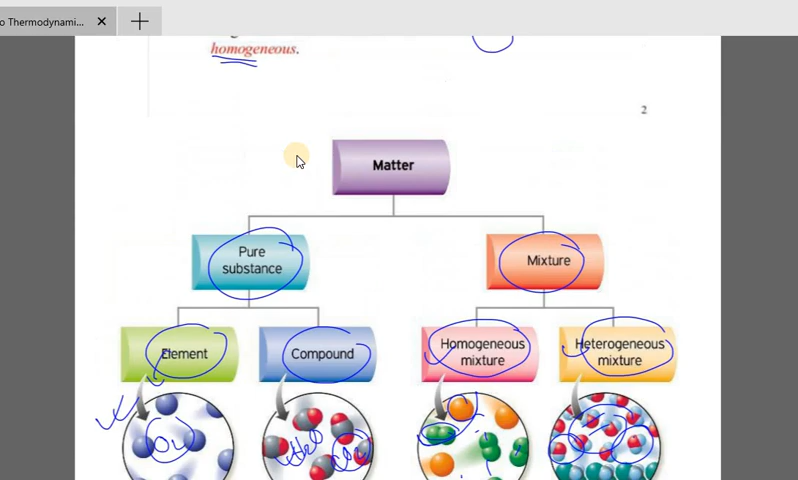 o Thermodynami...
homogeneous.
2
Matter
Pure
substance
Mixture
Element
Compound
Homogeneous
mixture
Heterogeneous
mixture